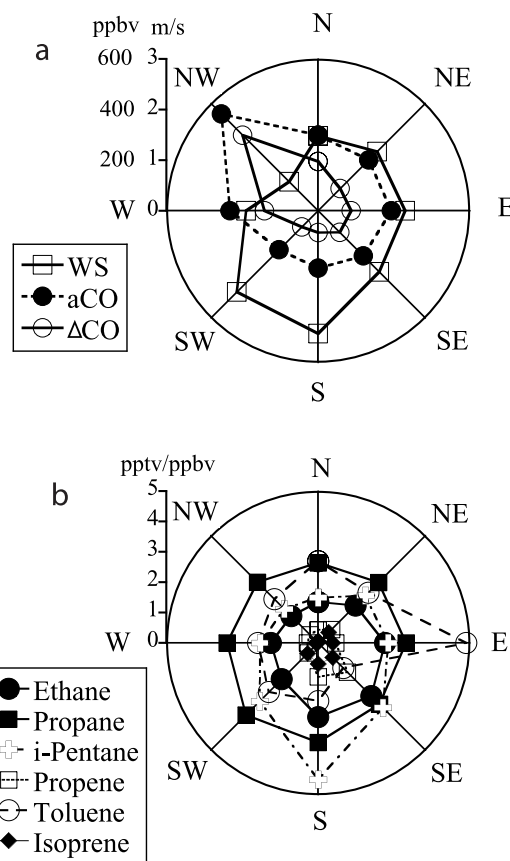 ppbv m/s
N
a
600 3
NW
NE
400 2
200 1
W 0
E
WS
aCO
ΔCO
SW
SE
S
pptv/ppbv
N
b
5
NW
NE
4
3
2
1
W 0
E
Ethane
Propane
i-Pentane
Propene
Toluene
Isoprene
SW
SE
S